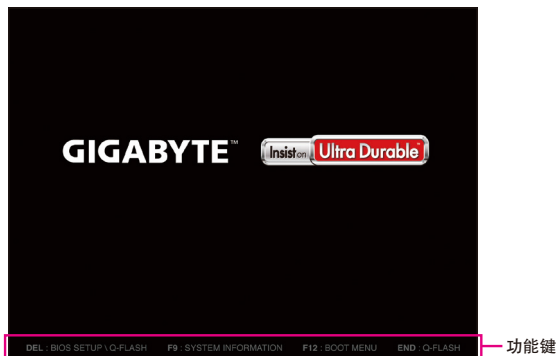 GIGABYTE™ Insist on Ultra Durable™
DEL : BIOS SETUP \ Q-FLASH F9 : SYSTEM INFORMATION F12 : BOOT MENU END : Q-FLASH
功能键